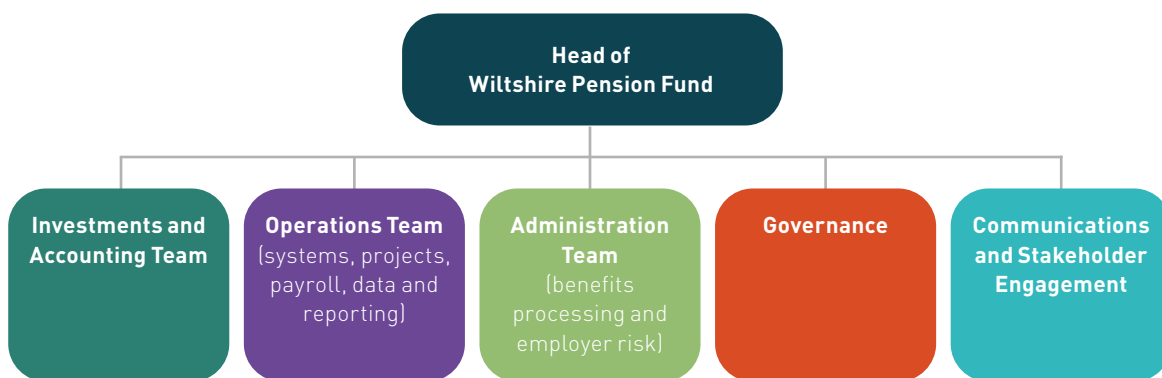 Head of
Wiltshire Pension Fund
Investments and
Accounting Team
Operations Team
(systems, projects,
payroll, data and
reporting)
Administration
Team
(benefits
processing and
employer risk)
Governance
Communications
and Stakeholder
Engagement